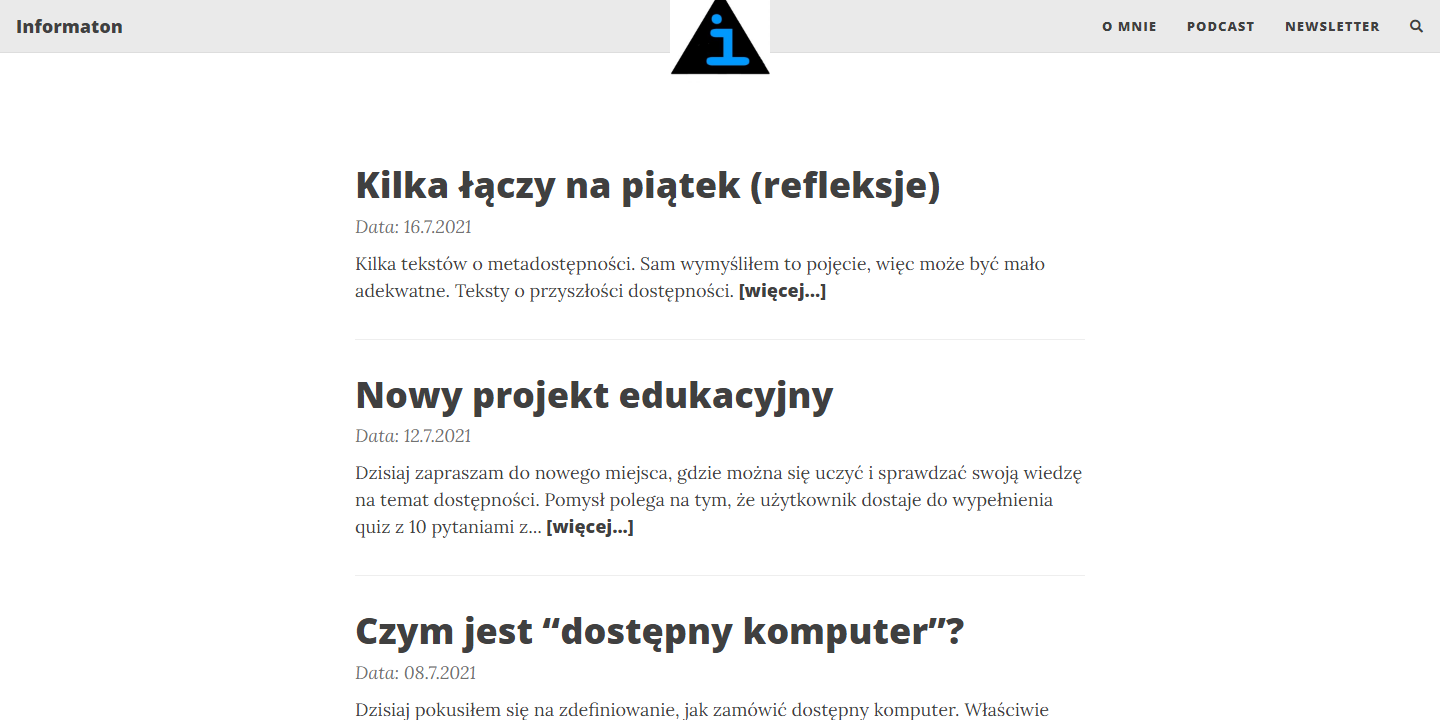 Informaton
i
O MNIE
PODCAST
NEWSLETTER
Kilka łączy na piątek (refleksje)
Data: 16.7.2021
Kilka tekstów o metadostępności. Sam wymyśliłem to pojęcie, więc może być mało
adekwatne. Teksty o przyszłości dostępności. [więcej...]
Nowy projekt edukacyjny
Data: 12.7.2021
Dzisiaj zapraszam do nowego miejsca, gdzie można się uczyć i sprawdzać swoją wiedzę
na temat dostępności. Pomysł polega na tym, że użytkownik dostaje do wypełnienia
quiz z 10 pytaniami z... [więcej...]
Czym jest “dostępny komputer”?
Data: 08.7.2021
Dzisiaj pokusiłem się na zdefiniowanie, jak zamówić dostępny komputer. Właściwie